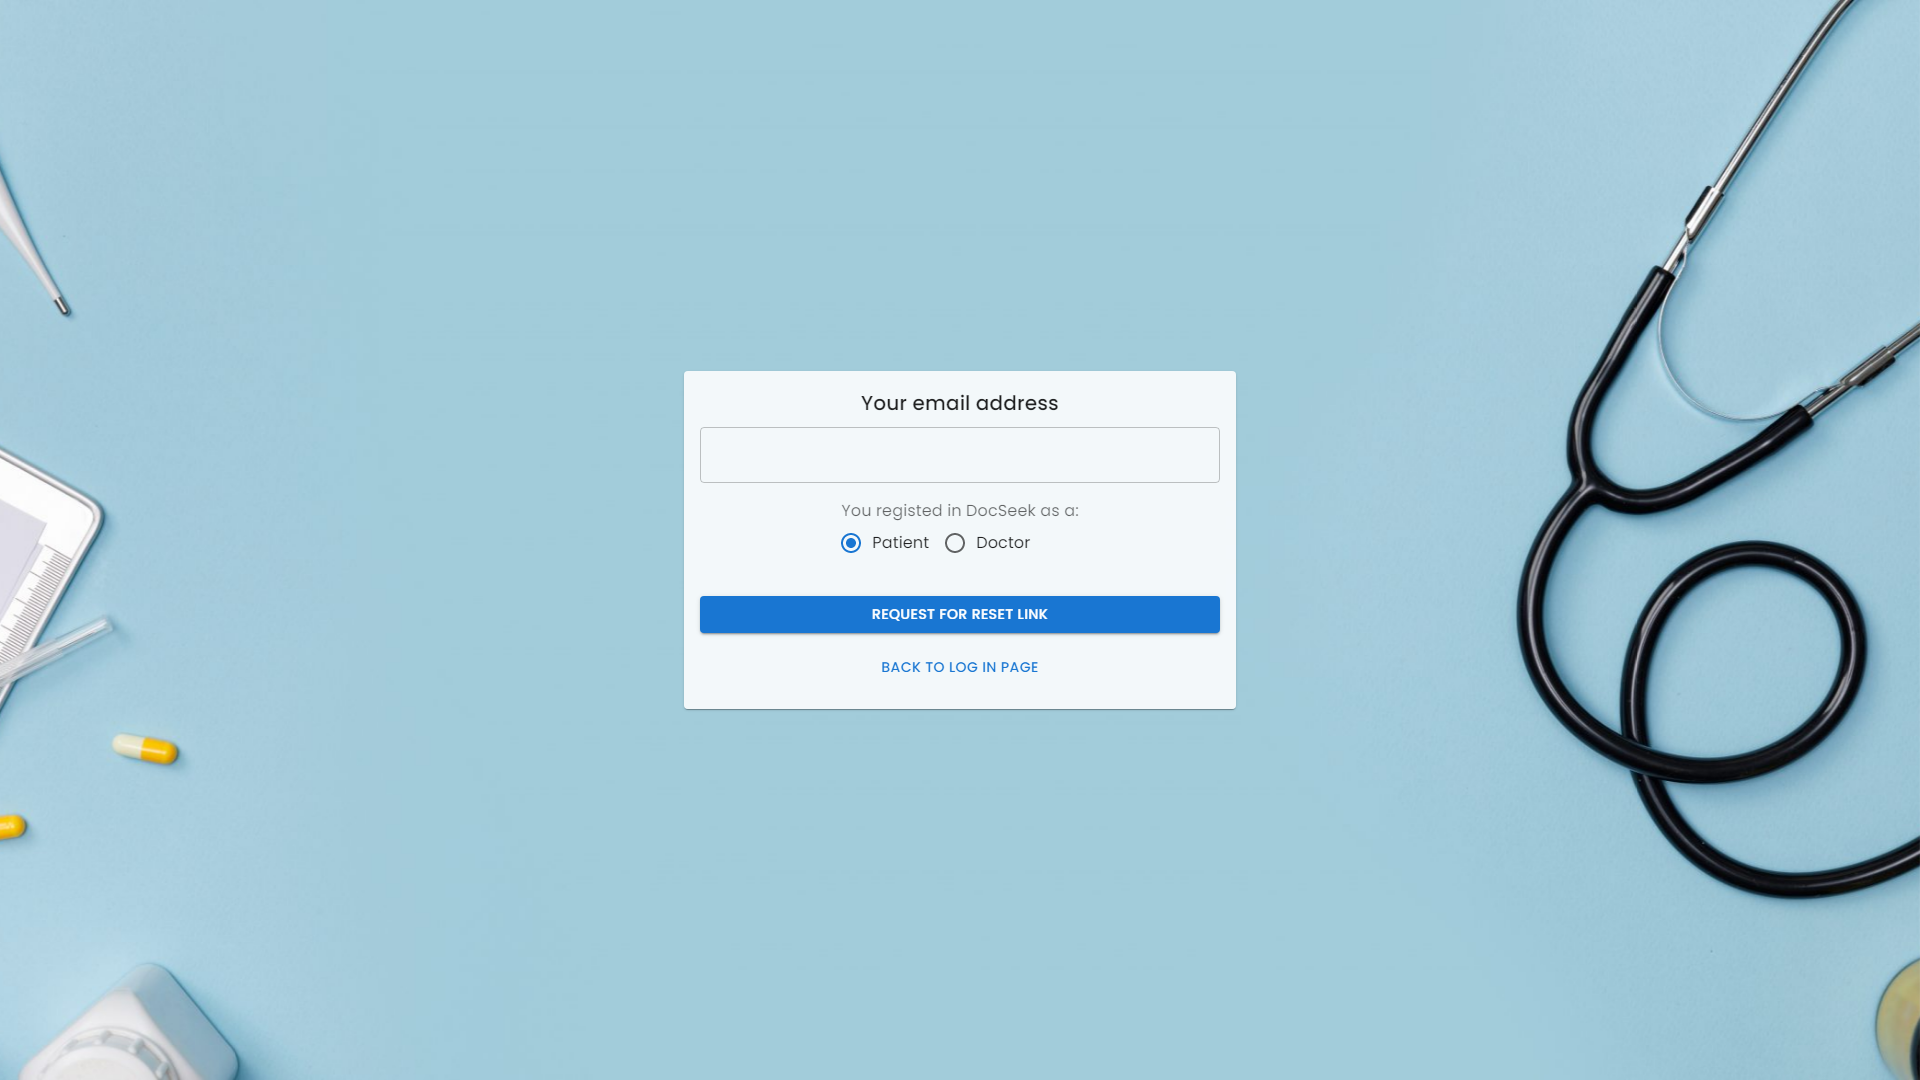 Your email address
You registed in DocSeek as a:
Patient Doctor
REQUEST FOR RESET LINK
BACK TO LOG IN PAGE